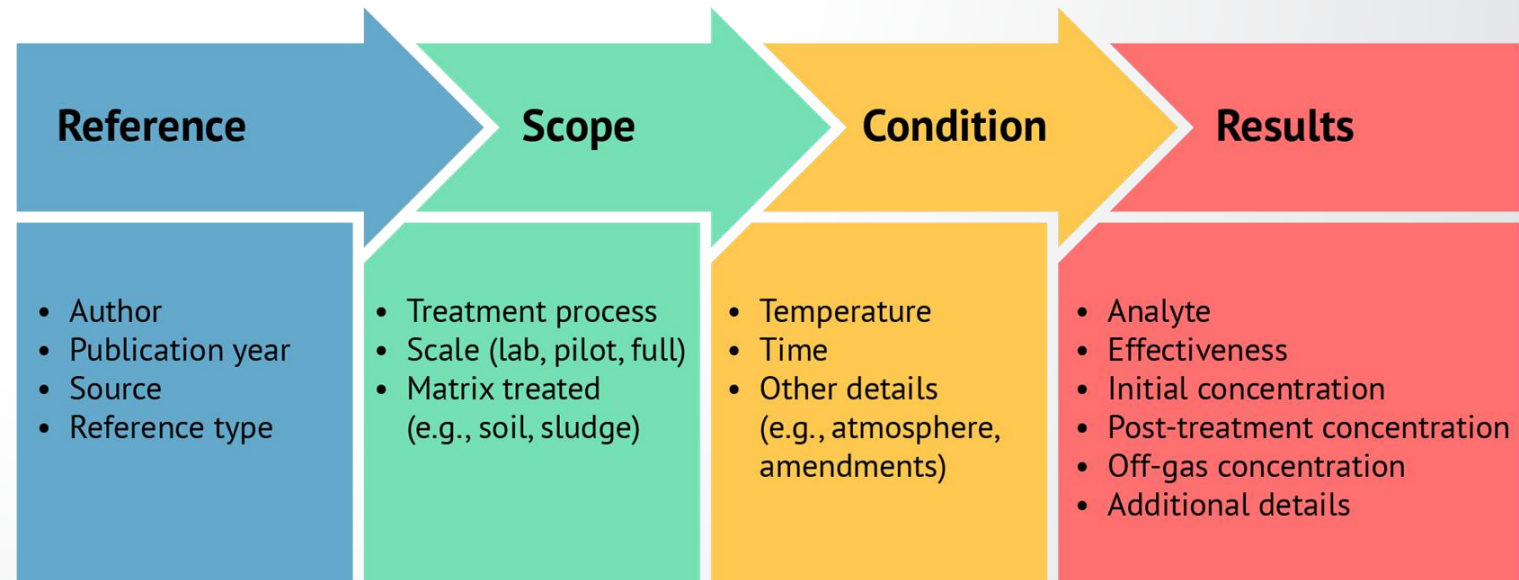 Reference
Scope
Condition
Results
• Author
• Publication year
• Source
• Reference type
• Treatment process
• Scale (lab, pilot, full)
• Matrix treated
(e.g., soil, sludge)
• Temperature
• Time
• Other details
(e.g., atmosphere,
amendments)
• Analyte
• Effectiveness
• Initial concentration
• Post-treatment concentration
• Off-gas concentration
• Additional details